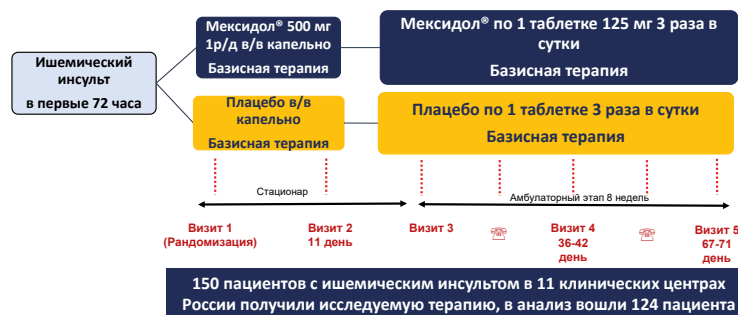 Ишемический
инсульт
в первые 72 часа
Мексидол® 500 мг
1р/д в/в капельно
Базисная терапия
Мексидол® по 1 таблетке 125 мг 3 раза в
сутки
Базисная терапия
Плацебо в/в
капельно
Базисная терапия
Плацебо по 1 таблетке 3 раза в сутки
Базисная терапия
Стационар
Амбулаторный этап 8 недель
Визит 1
(Рандомизация)
Визит 2
11 день
Визит 3
Визит 4
36-42
день
Визит 5
67-71
день
150 пациентов с ишемическим инсультом в 11 клинических центрах
России получили исследуемую терапию, в анализ вошли 124 пациента